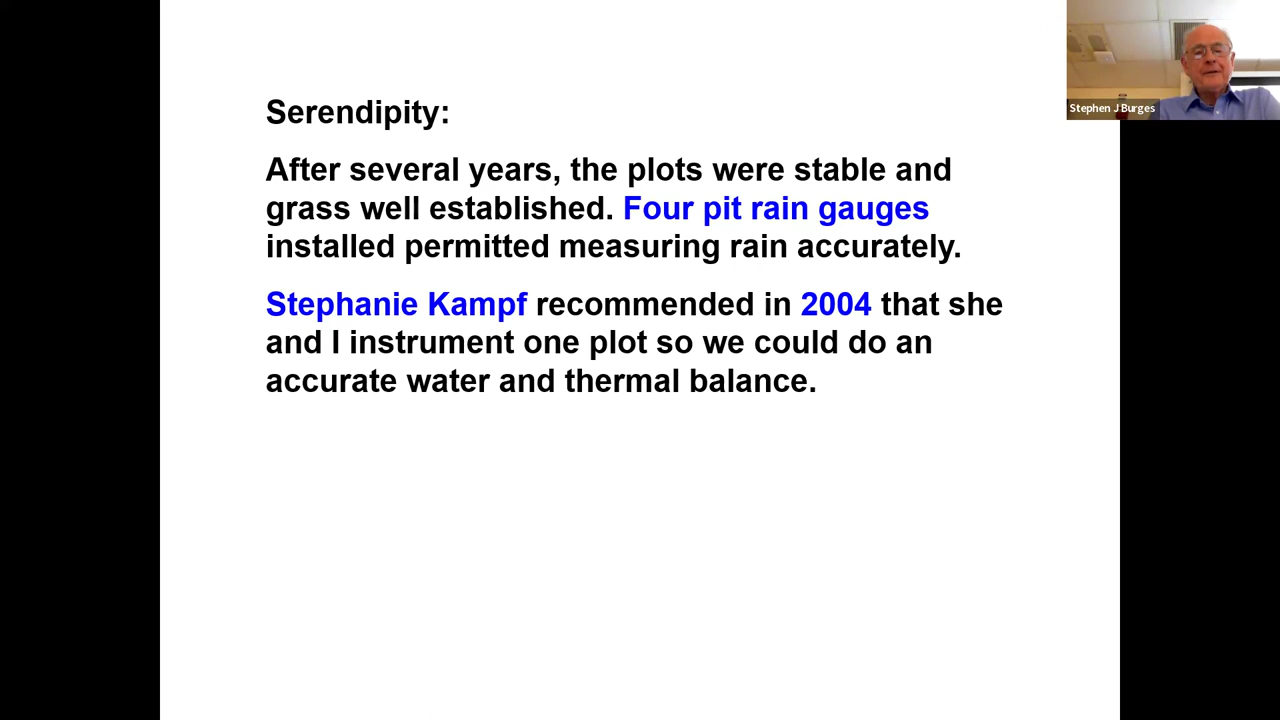 Serendipity:
After several years, the plots were stable and
grass well established. Four pit rain gauges
installed permitted measuring rain accurately.
Stephanie Kampf recommended in 2004 that she
and I instrument one plot so we could do an
accurate water and thermal balance.
Stephen J Burges